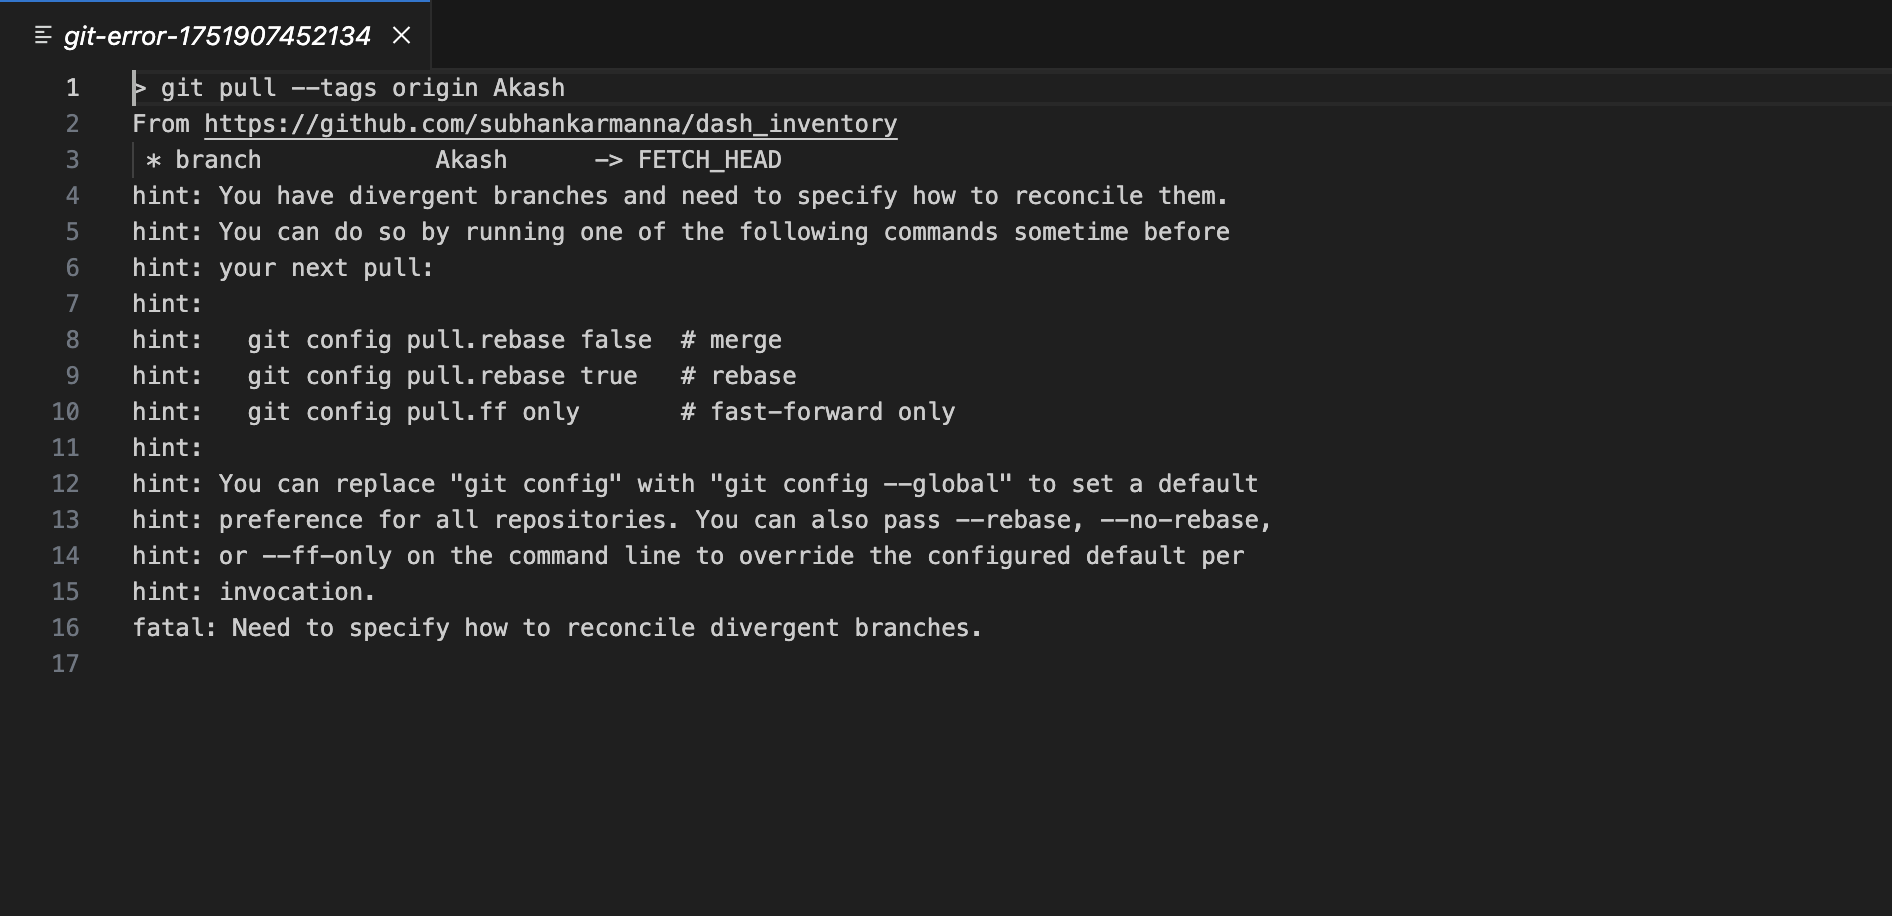 git-error-1751907452134
1 > git pull --tags origin Akash
2 From https://github.com/subhankarmanna/dash_inventory
3  * branch            Akash      -> FETCH_HEAD
4 hint: You have divergent branches and need to specify how to reconcile them.
5 hint: You can do so by running one of the following commands sometime before
6 hint: your next pull:
7 hint:
8 hint:   git config pull.rebase false  # merge
9 hint:   git config pull.rebase true   # rebase
10 hint:   git config pull.ff only       # fast-forward only
11 hint:
12 hint: You can replace "git config" with "git config --global" to set a default
13 hint: preference for all repositories. You can also pass --rebase, --no-rebase,
14 hint: or --ff-only on the command line to override the configured default per
15 hint: invocation.
16 fatal: Need to specify how to reconcile divergent branches.
17